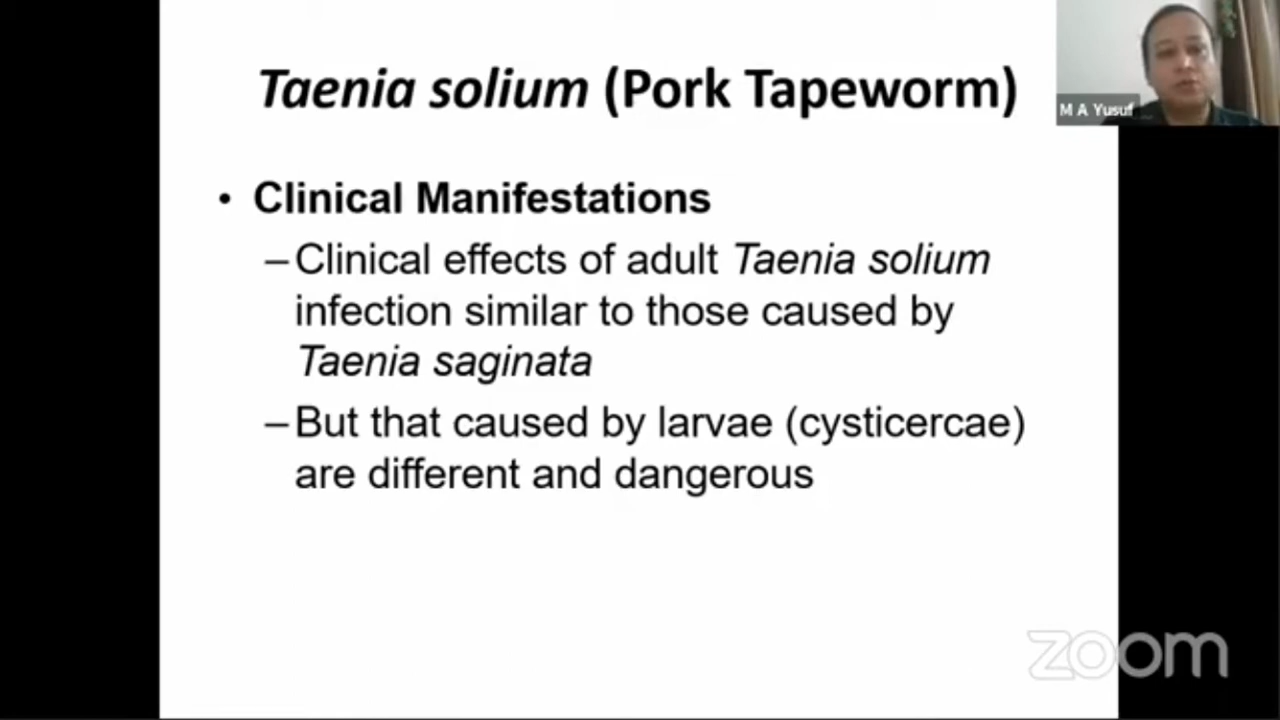 Taenia solium (Pork Tapeworm)
M A Yusuf
• Clinical Manifestations
– Clinical effects of adult Taenia solium
infection similar to those caused by
Taenia saginata
– But that caused by larvae (cysticercae)
are different and dangerous
zoom